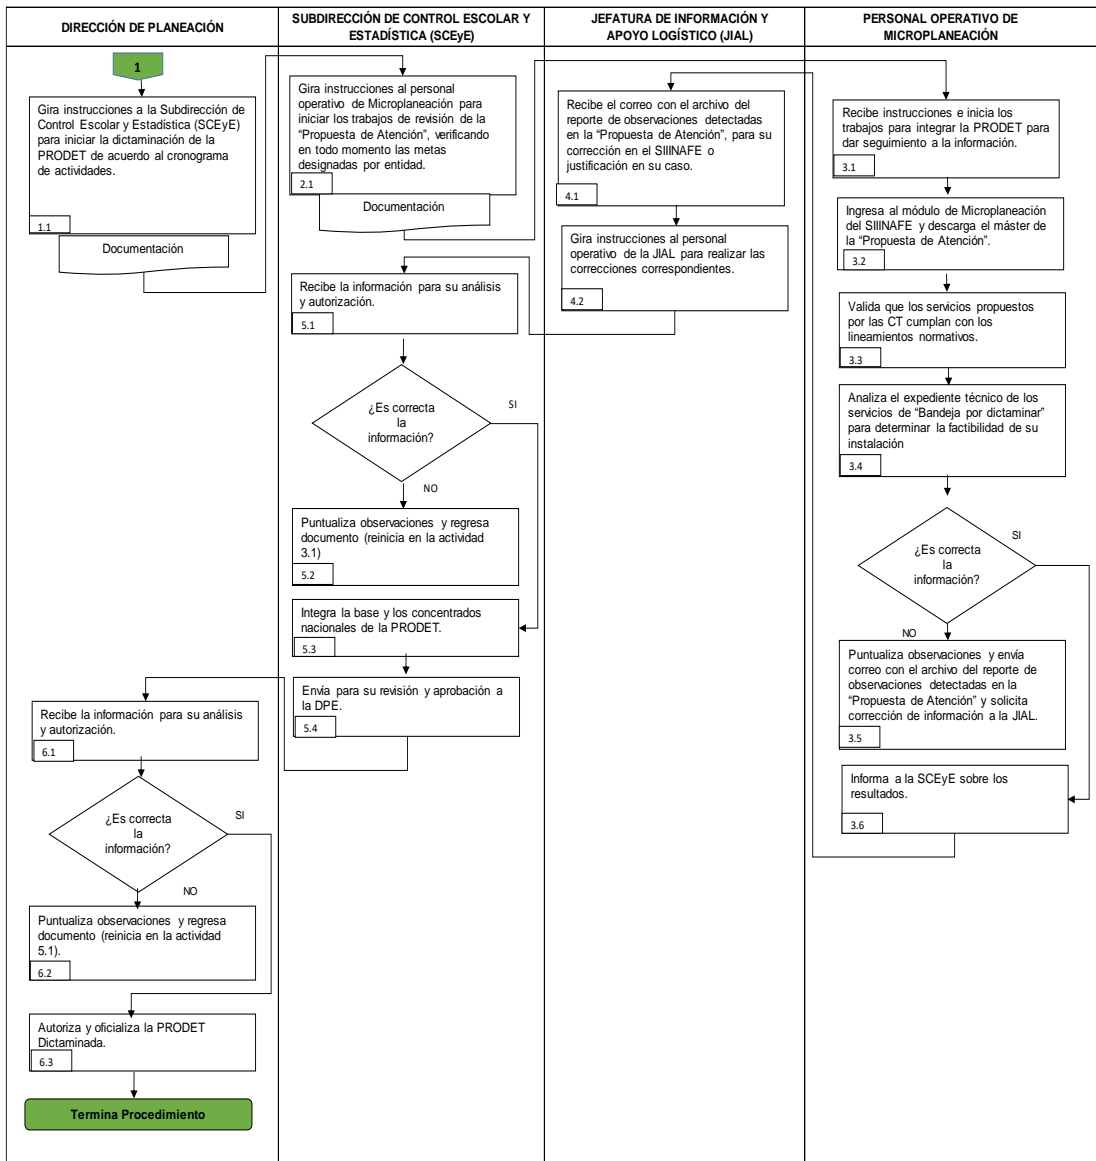 DIRECCIÓN DE PLANEACIÓN
SUBDIRECCIÓN DE CONTROL ESCOLAR Y
ESTADÍSTICA (SCEyE)
JEFATURA DE INFORMACIÓN Y
APOYO LOGÍSTICO (JIAL)
PERSONAL OPERATIVO DE
MICROPLANEACIÓN
1
Gira instrucciones a la Subdirección de
Control Escolar y Estadística (SCEyE)
para iniciar la dictaminación de la
PRODET de acuerdo al cronograma
de actividades.
1.1
Documentación
Gira instrucciones al personal
operativo de Microplaneación para
iniciar los trabajos de revisión de la
“Propuesta de Atención”, verificando
en todo momento las metas
designadas por entidad.
2.1
Documentación
Recibe instrucciones e inicia los
trabajos para integrar la PRODET para
dar seguimiento a la información.
3.1
Ingresa al módulo de Microplaneación
del SIIINAFE y descarga el máster de
la “Propuesta de Atención”.
3.2
Valida que los servicios propuestos
por las CT cumplan con los
lineamientos normativos.
3.3
Analiza el expediente técnico de los
servicios de “Bandeja por dictaminar”
para determinar la factibilidad de su
instalación
3.4
¿Es correcta
la
información?
SI
NO
Puntualiza observaciones y envía
correo con el archivo del reporte de
observaciones detectadas en la
“Propuesta de Atención” y solicita
corrección de información a la JIAL.
3.5
Informa a la SCEyE sobre los
resultados.
3.6
Recibe el correo con el archivo del
reporte de observaciones detectadas
en la “Propuesta de Atención”, para su
corrección en el SIIINAFE o
justificación en su caso.
4.1
Gira instrucciones al personal
operativo de la JIAL para realizar las
correcciones correspondientes.
4.2
Recibe la información para su análisis
y autorización.
5.1
¿Es correcta
la
información?
SI
NO
Puntualiza observaciones y regresa
documento (reinicia en la actividad
3.1)
5.2
Integra la base y los concentrados
nacionales de la PRODET.
5.3
Envía para su revisión y aprobación a
la DPE.
5.4
Recibe la información para su análisis
y autorización.
6.1
¿Es correcta
la
información?
SI
NO
Puntualiza observaciones y regresa
documento (reinicia en la actividad
5.1).
6.2
Autoriza y oficializa la PRODET
Dictaminada.
6.3
Termina Procedimiento